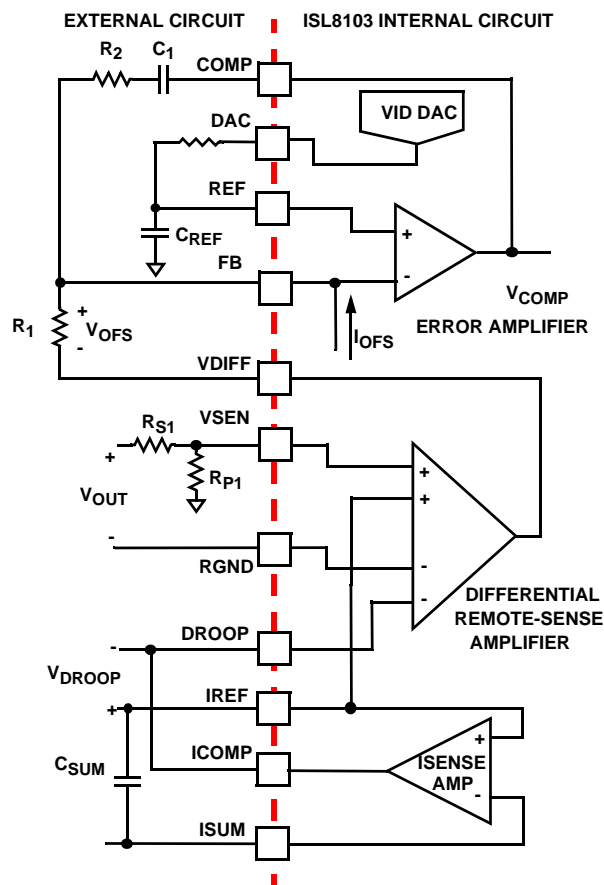 EXTERNAL CIRCUIT
ISL8103 INTERNAL CIRCUIT
R2
C1
COMP
VID DAC
DAC
REF
+
CREF
FB
-
VCOMP
R1
+
VOFS
-
IOFS
ERROR AMPLIFIER
VDIFF
RS1
VSEN
+
RP1
+
VOUT
+
-
RGND
-
-
DIFFERENTIAL
REMOTE-SENSE
AMPLIFIER
DROOP
-
VDROOP
IREF
+
+
ICOMP
ISENSE
AMP
CSUM
-
ISUM